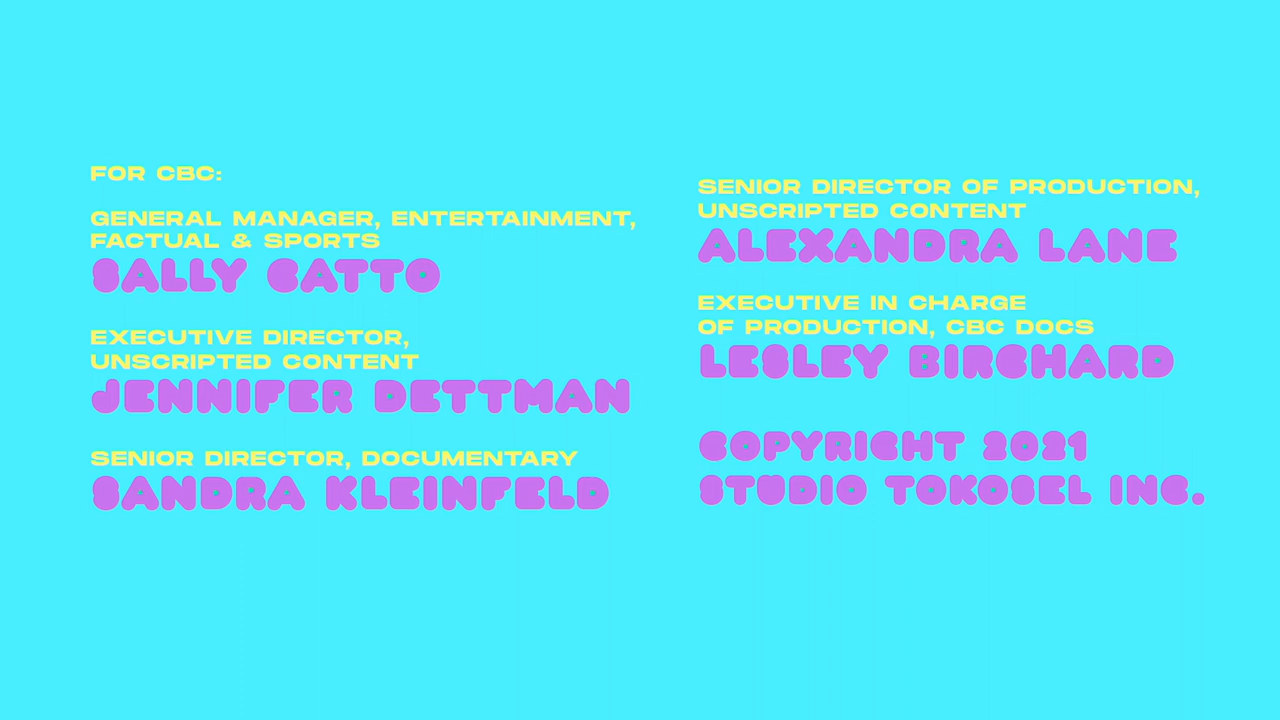 FOR CBC:
GENERAL MANAGER, ENTERTAINMENT,
FACTUAL & SPORTS
SALLY CATTO
EXECUTIVE DIRECTOR,
UNSCRIPTED CONTENT
JENNIFER DETTMAN
SENIOR DIRECTOR, DOCUMENTARY
SANDRA KLEINFELD
SENIOR DIRECTOR OF PRODUCTION,
UNSCRIPTED CONTENT
ALEXANDRA LANE
EXECUTIVE IN CHARGE
OF PRODUCTION, CBC DOCS
LESLEY BIRCHARD
COPYRIGHT 2021
STUDIO TOKOSEL INC.